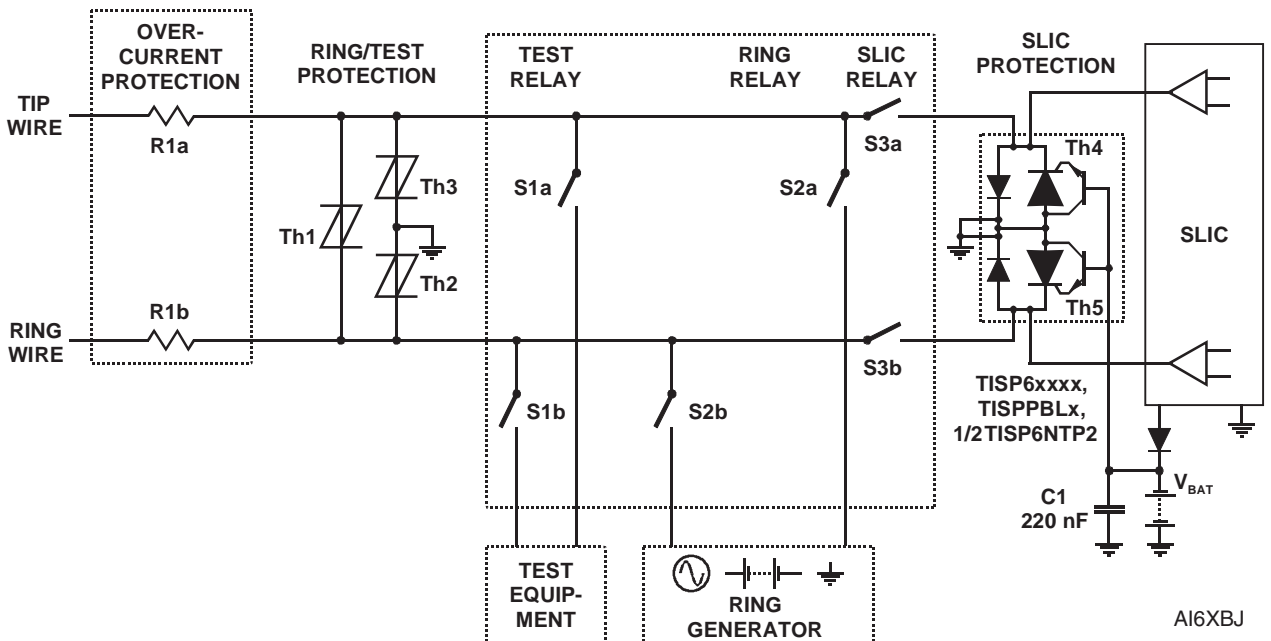 OVER-
CURRENT
PROTECTION
RING/TEST
PROTECTION
TEST
RELAY
RING
RELAY
SLIC
RELAY
SLIC
PROTECTION
TIP
WIRE
R1a
S3a
Th4
Th3
S1a
S2a
Th1
SLIC
Th2
R1b
Th5
RING
WIRE
S3b
S1b
S2b
TISP6xxxx,
TISPPBLx,
1/2TISP6NTP2
C1
220 nF
VBAT
TEST
EQUIP-
MENT
RING
GENERATOR
AI6XBJ